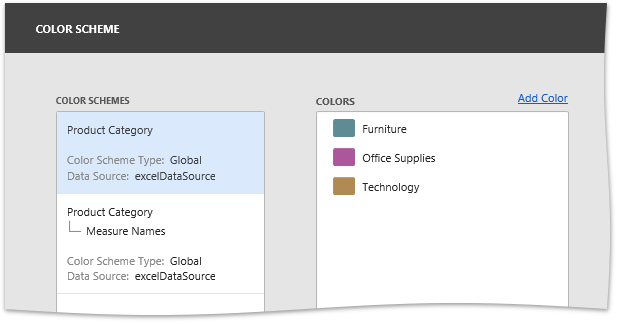 COLOR SCHEME
COLOR SCHEMES
Product Category
Color Scheme Type: Global
Data Source: excelDataSource
Product Category
Measure Names
Color Scheme Type: Global
Data Source: excelDataSource
COLORS
Add Color
Furniture
Office Supplies
Technology